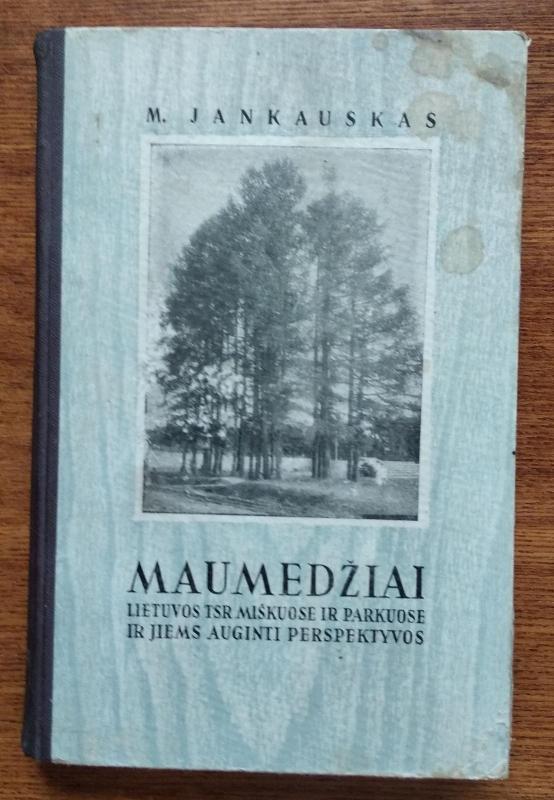 M. JANKAUSKAS
MAUMEDŽIAI
LIETUVOS TSR MIŠKUOSE IR PARKUOSE
IR JIEMS AUGINTI PERSPEKTYVOS